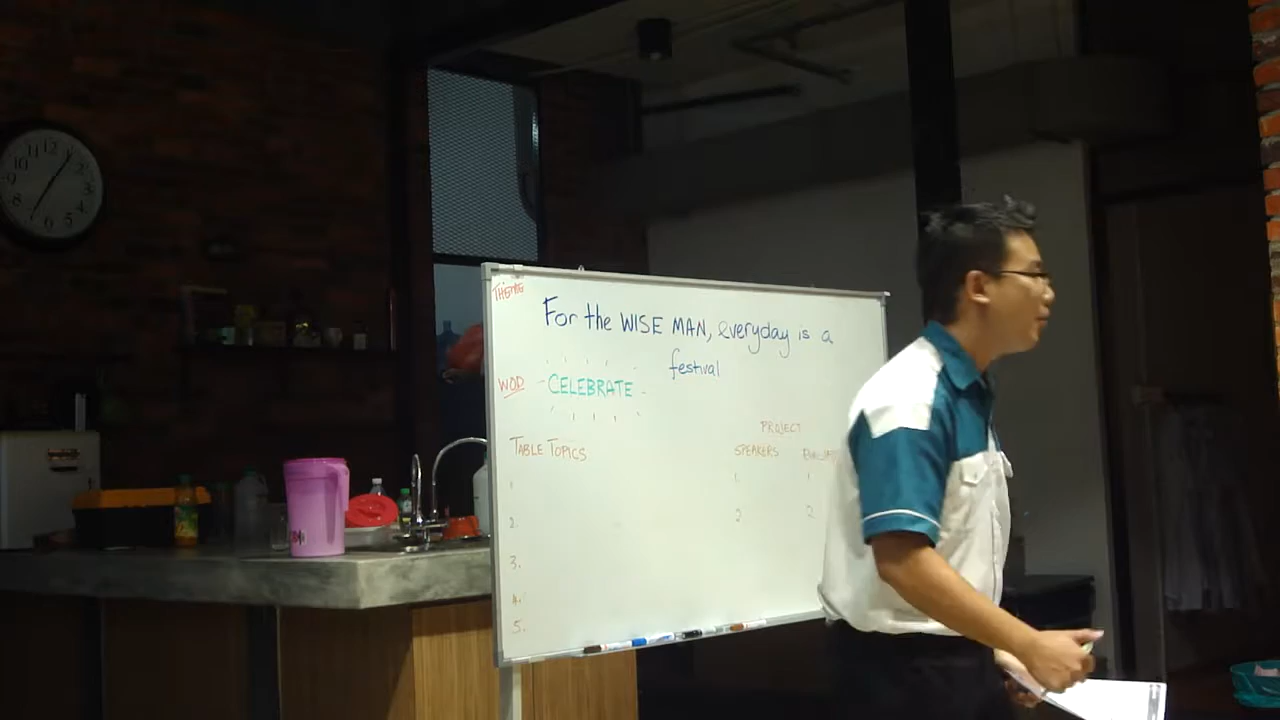 THEME
For the WISE MAN, everyday is a
festival
WOD
CELEBRATE
PROJECT
TABLE TOPICS
SPEAKERS
1
1
1
2.
2
2
3.
4.
5.